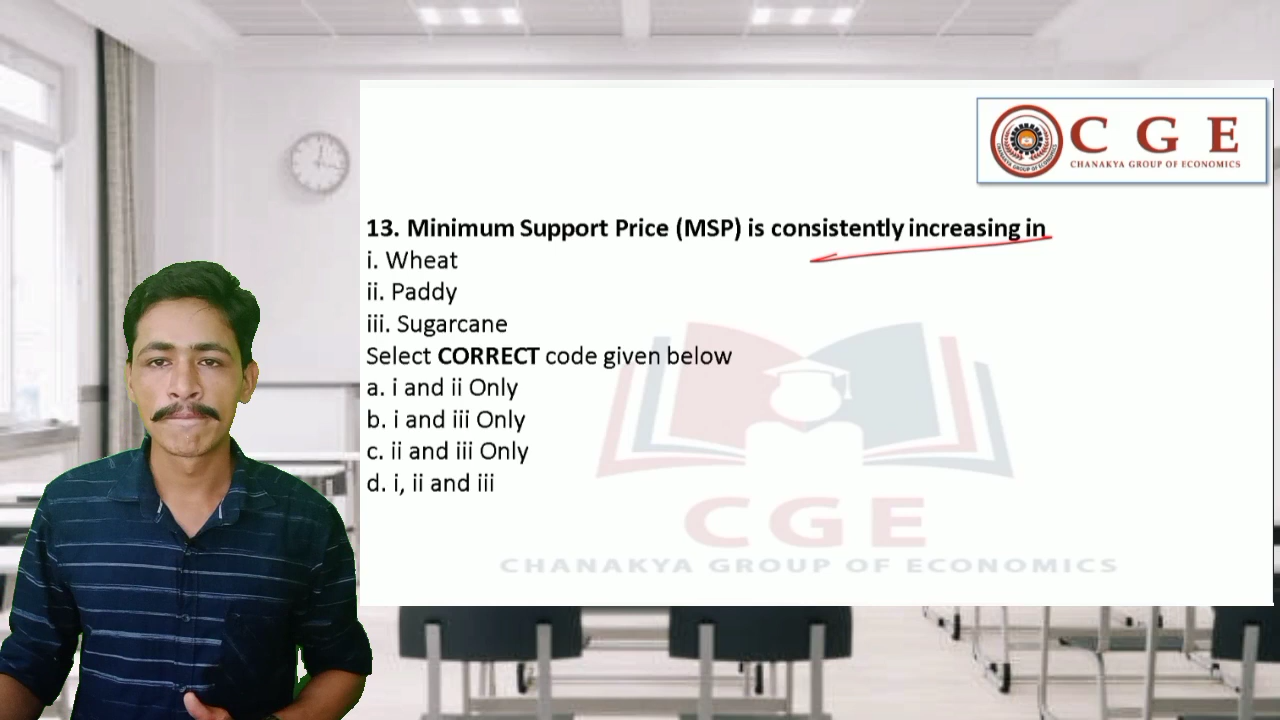 C G E
CHANAKYA GROUP OF ECONOMICS
13. Minimum Support Price (MSP) is consistently increasing in
i. Wheat
ii. Paddy
iii. Sugarcane
Select CORRECT code given below
a. i and ii Only
b. i and iii Only
c. ii and iii Only
d. i, ii and iii
CGE
CHANAKYA GROUP OF ECONOMICS